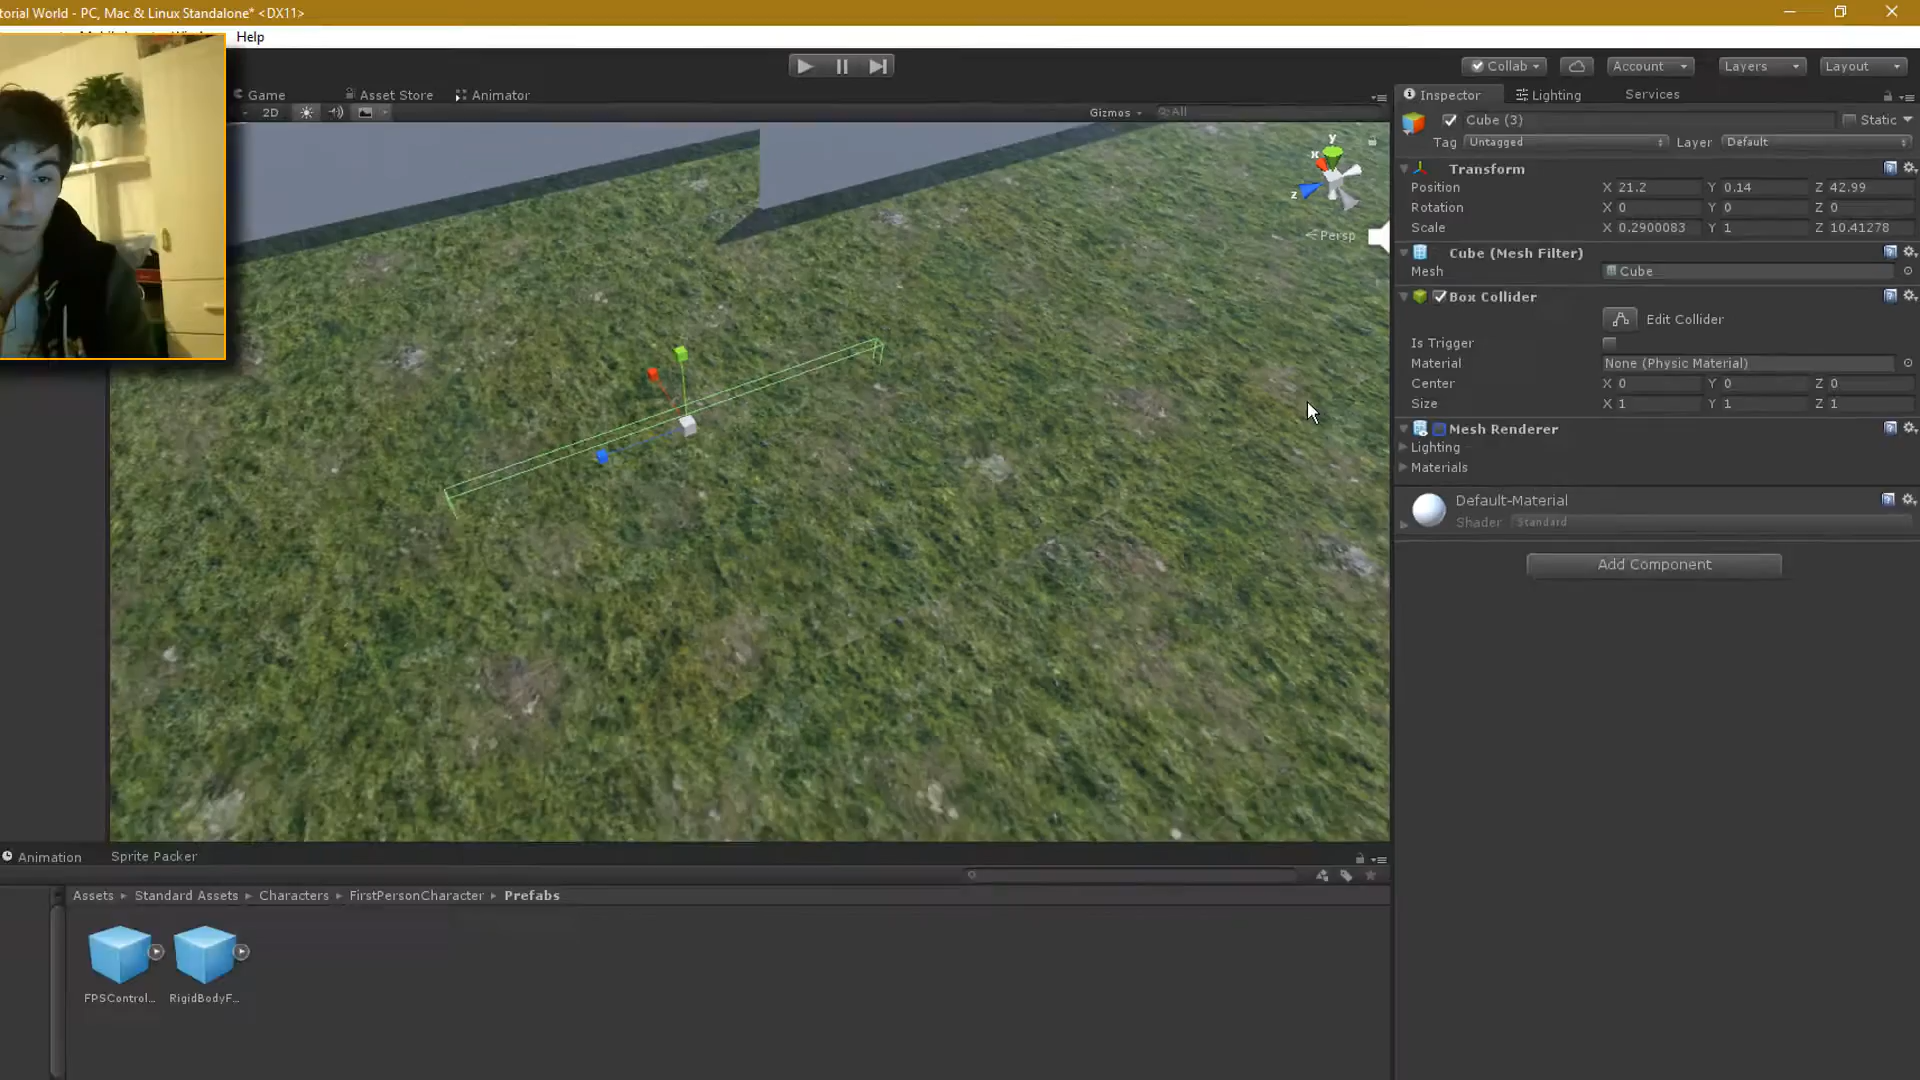 torial World - PC, Mac & Linux Standalone* <DX11>
Help
Collab
Account
Layers
Layout
Game
Asset Store
Animator
Inspector
Lighting
Services
2D
Gizmos
All
Cube (3)
Static
Tag Untagged Layer Default
Transform
Position X 21.2 Y 0.14 Z 42.99
Rotation X 0 Y 0 Z 0
Scale X 0.2900083 Y 1 Z 10.41278
Cube (Mesh Filter)
Mesh Cube
Box Collider
Edit Collider
Is Trigger
Material None (Physic Material)
Center X 0 Y 0 Z 0
Size X 1 Y 1 Z 1
Mesh Renderer
Lighting
Materials
Default-Material
Shader Standard
Add Component
y
x
z
Persp
Animation
Sprite Packer
Assets Standard Assets Characters FirstPersonCharacter Prefabs
FPSControl...
RigidBodyF...